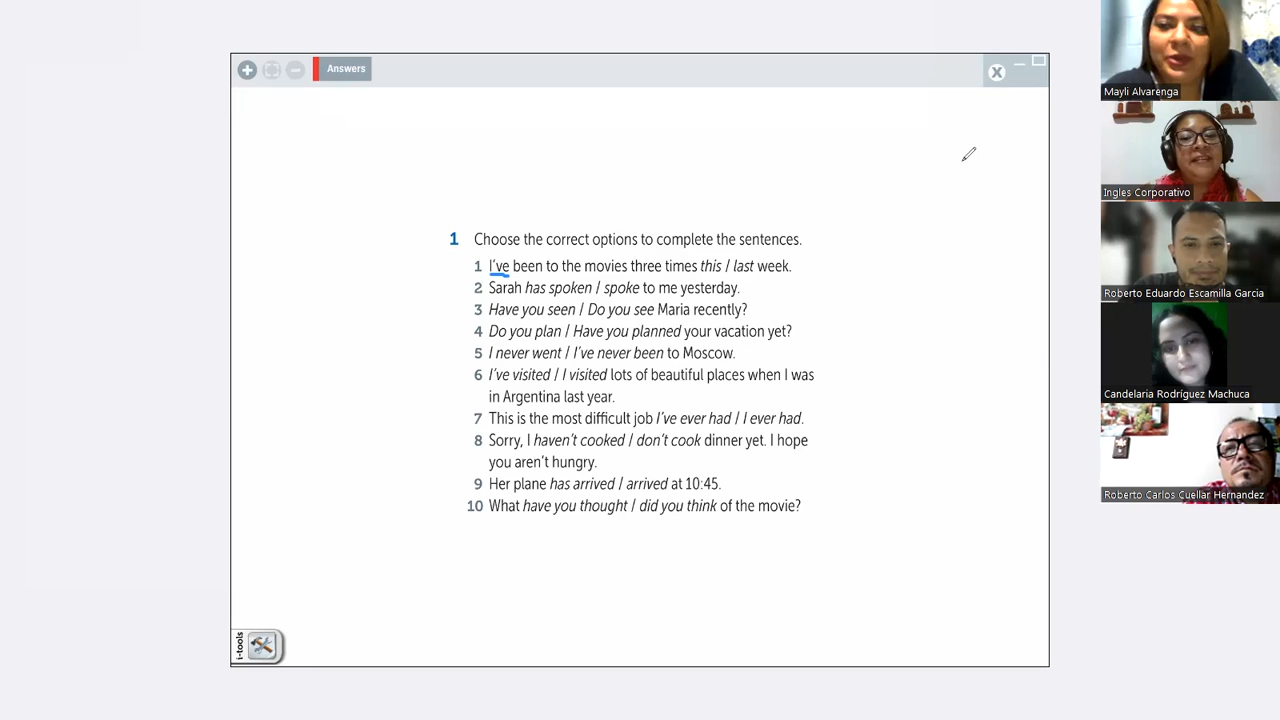 Answers
X
1 Choose the correct options to complete the sentences.
1 I've been to the movies three times this / last week.
2 Sarah has spoken / spoke to me yesterday.
3 Have you seen / Do you see Maria recently?
4 Do you plan / Have you planned your vacation yet?
5 I never went / I've never been to Moscow.
6 I've visited / I visited lots of beautiful places when I was
in Argentina last year.
7 This is the most difficult job I've ever had / I ever had.
8 Sorry, I haven't cooked / don't cook dinner yet. I hope
you aren't hungry.
9 Her plane has arrived / arrived at 10:45.
10 What have you thought / did you think of the movie?
i-tools
Mayli Alvarenga
Ingles Corporativo
Roberto Eduardo Escamilla Garcia
Candelaria Rodríguez Machuca
Roberto Carlos Cuellar Hernandez